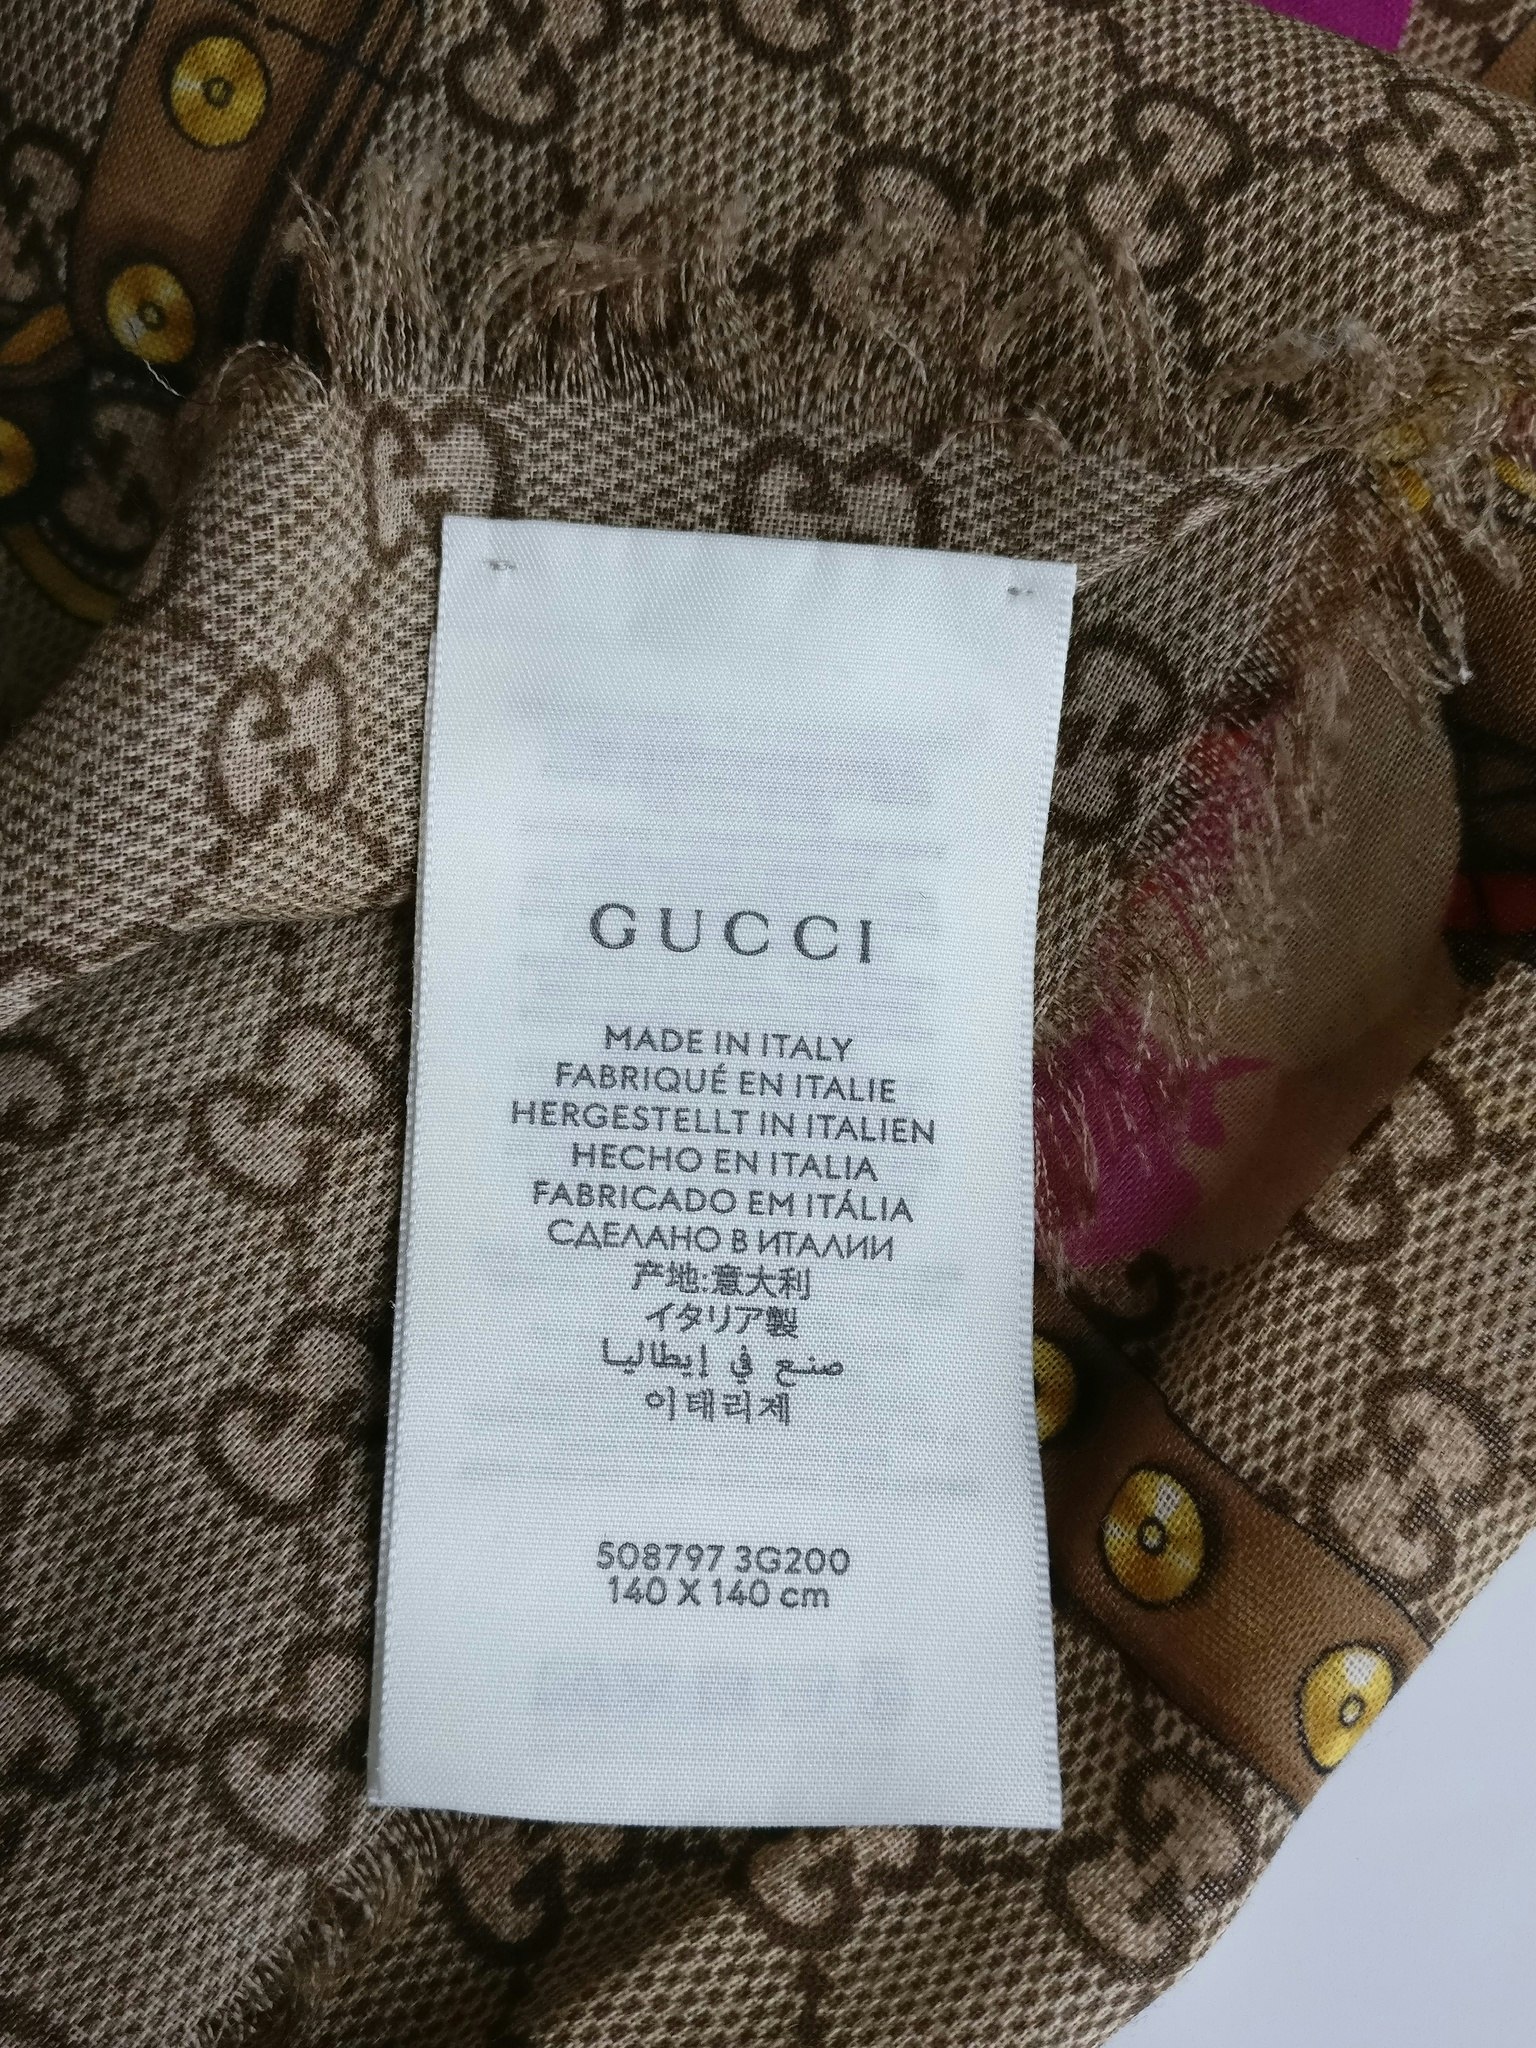 GUCCI
MADE IN ITALY
FABRIQUÉ EN ITALIE
HERGESTELLT IN ITALIEN
HECHO EN ITALIA
FABRICADO EM ITÁLIA
СДЕЛАНО В ИТАЛИИ
产地:意大利
イタリア製
صنع في إيطاليا
이태리제
508797 3G200
140 X 140 cm